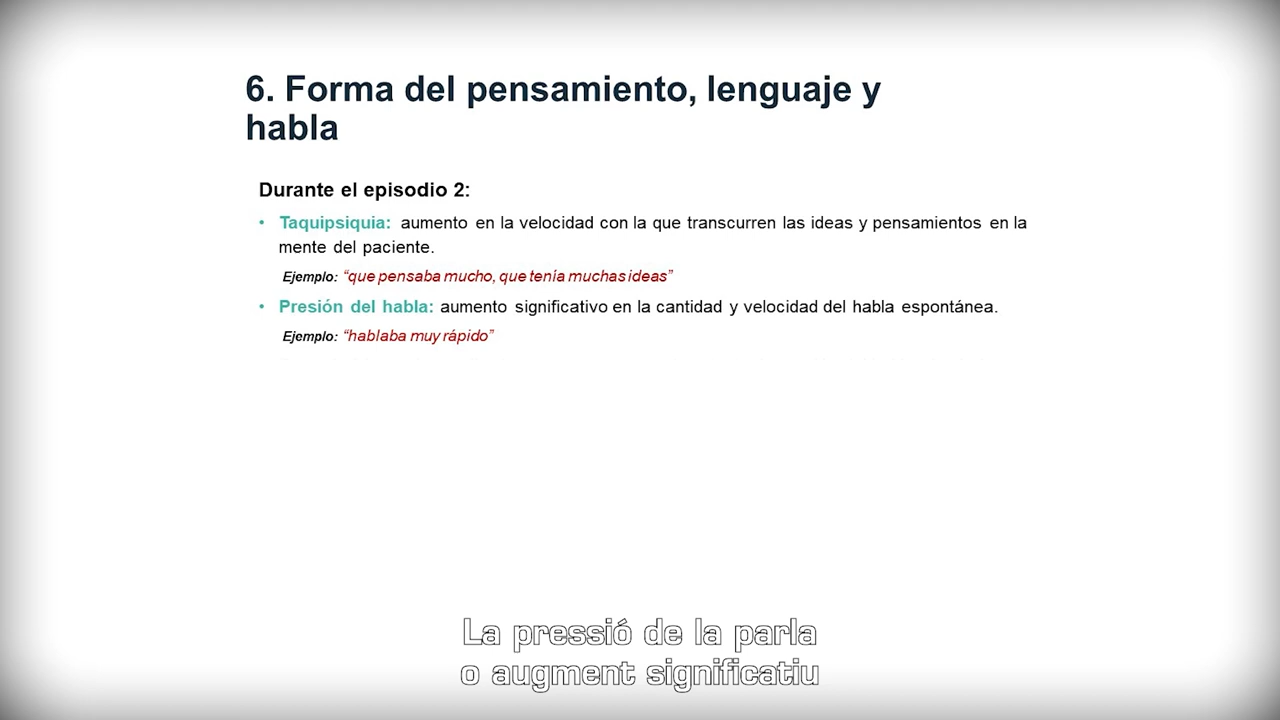 6. Forma del pensamiento, lenguaje y
habla
Durante el episodio 2:
• Taquipsiquia: aumento en la velocidad con la que transcurren las ideas y pensamientos en la
mente del paciente.
Ejemplo: “que pensaba mucho, que tenía muchas ideas”
• Presión del habla: aumento significativo en la cantidad y velocidad del habla espontánea.
Ejemplo: “hablaba muy rápido”
La pressió de la parla
o augment significatiu